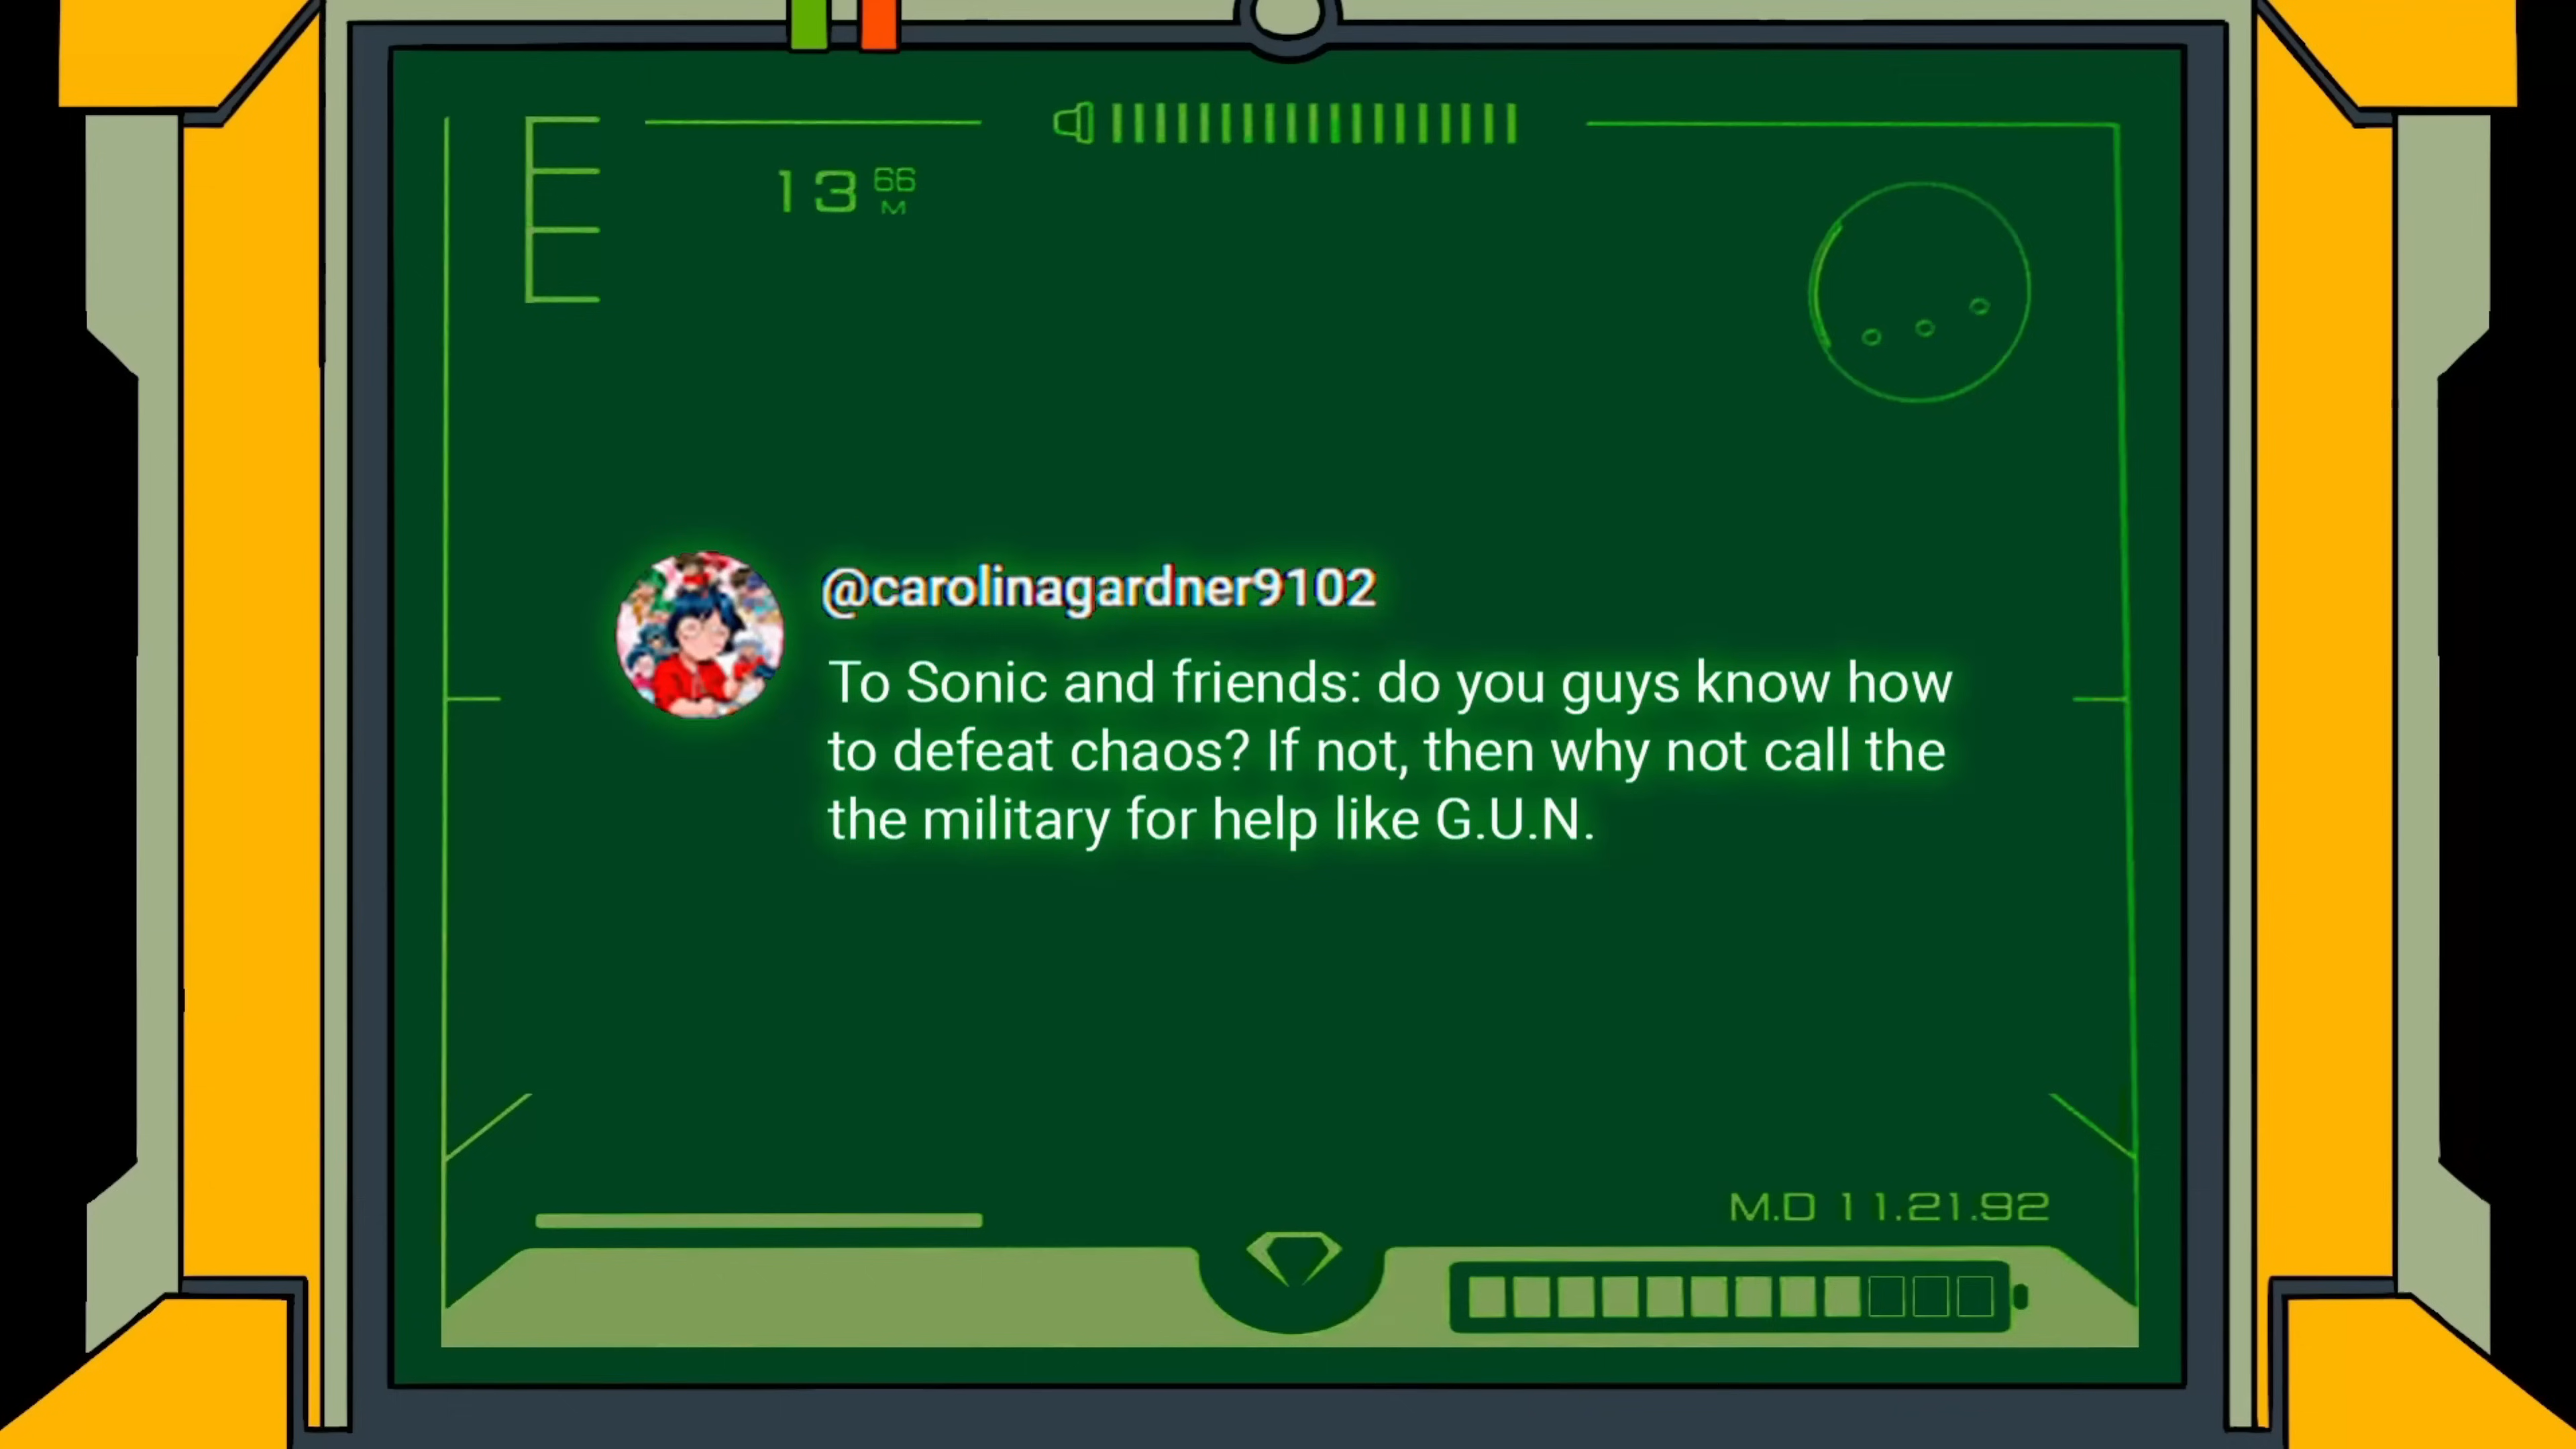 13 66 M
@carolinagardner9102
To Sonic and friends: do you guys know how
to defeat chaos? If not, then why not call the
the military for help like G.U.N.
M.D 11.21.92